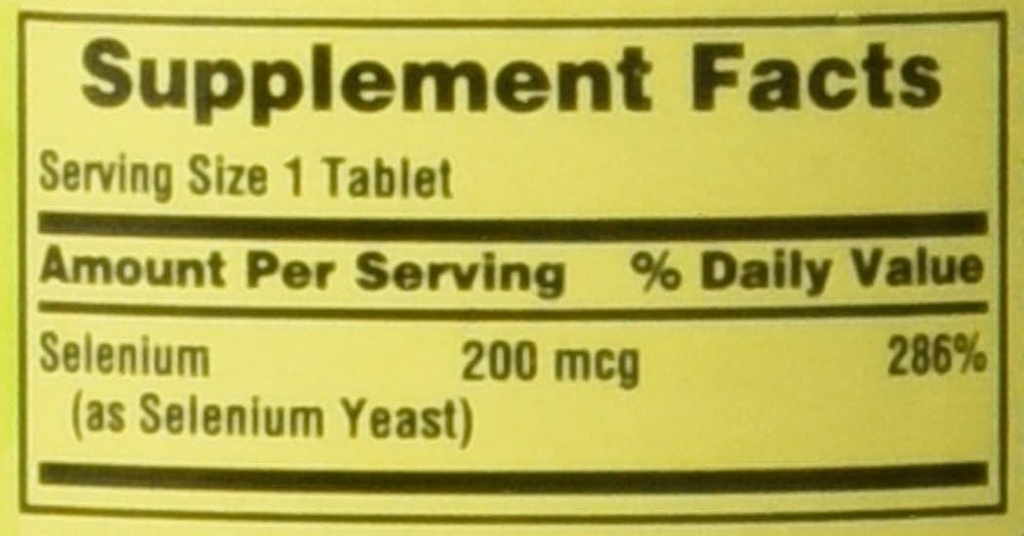 Supplement Facts
Serving Size 1 Tablet
Amount Per Serving % Daily Value
Selenium 200 mcg 286%
(as Selenium Yeast)